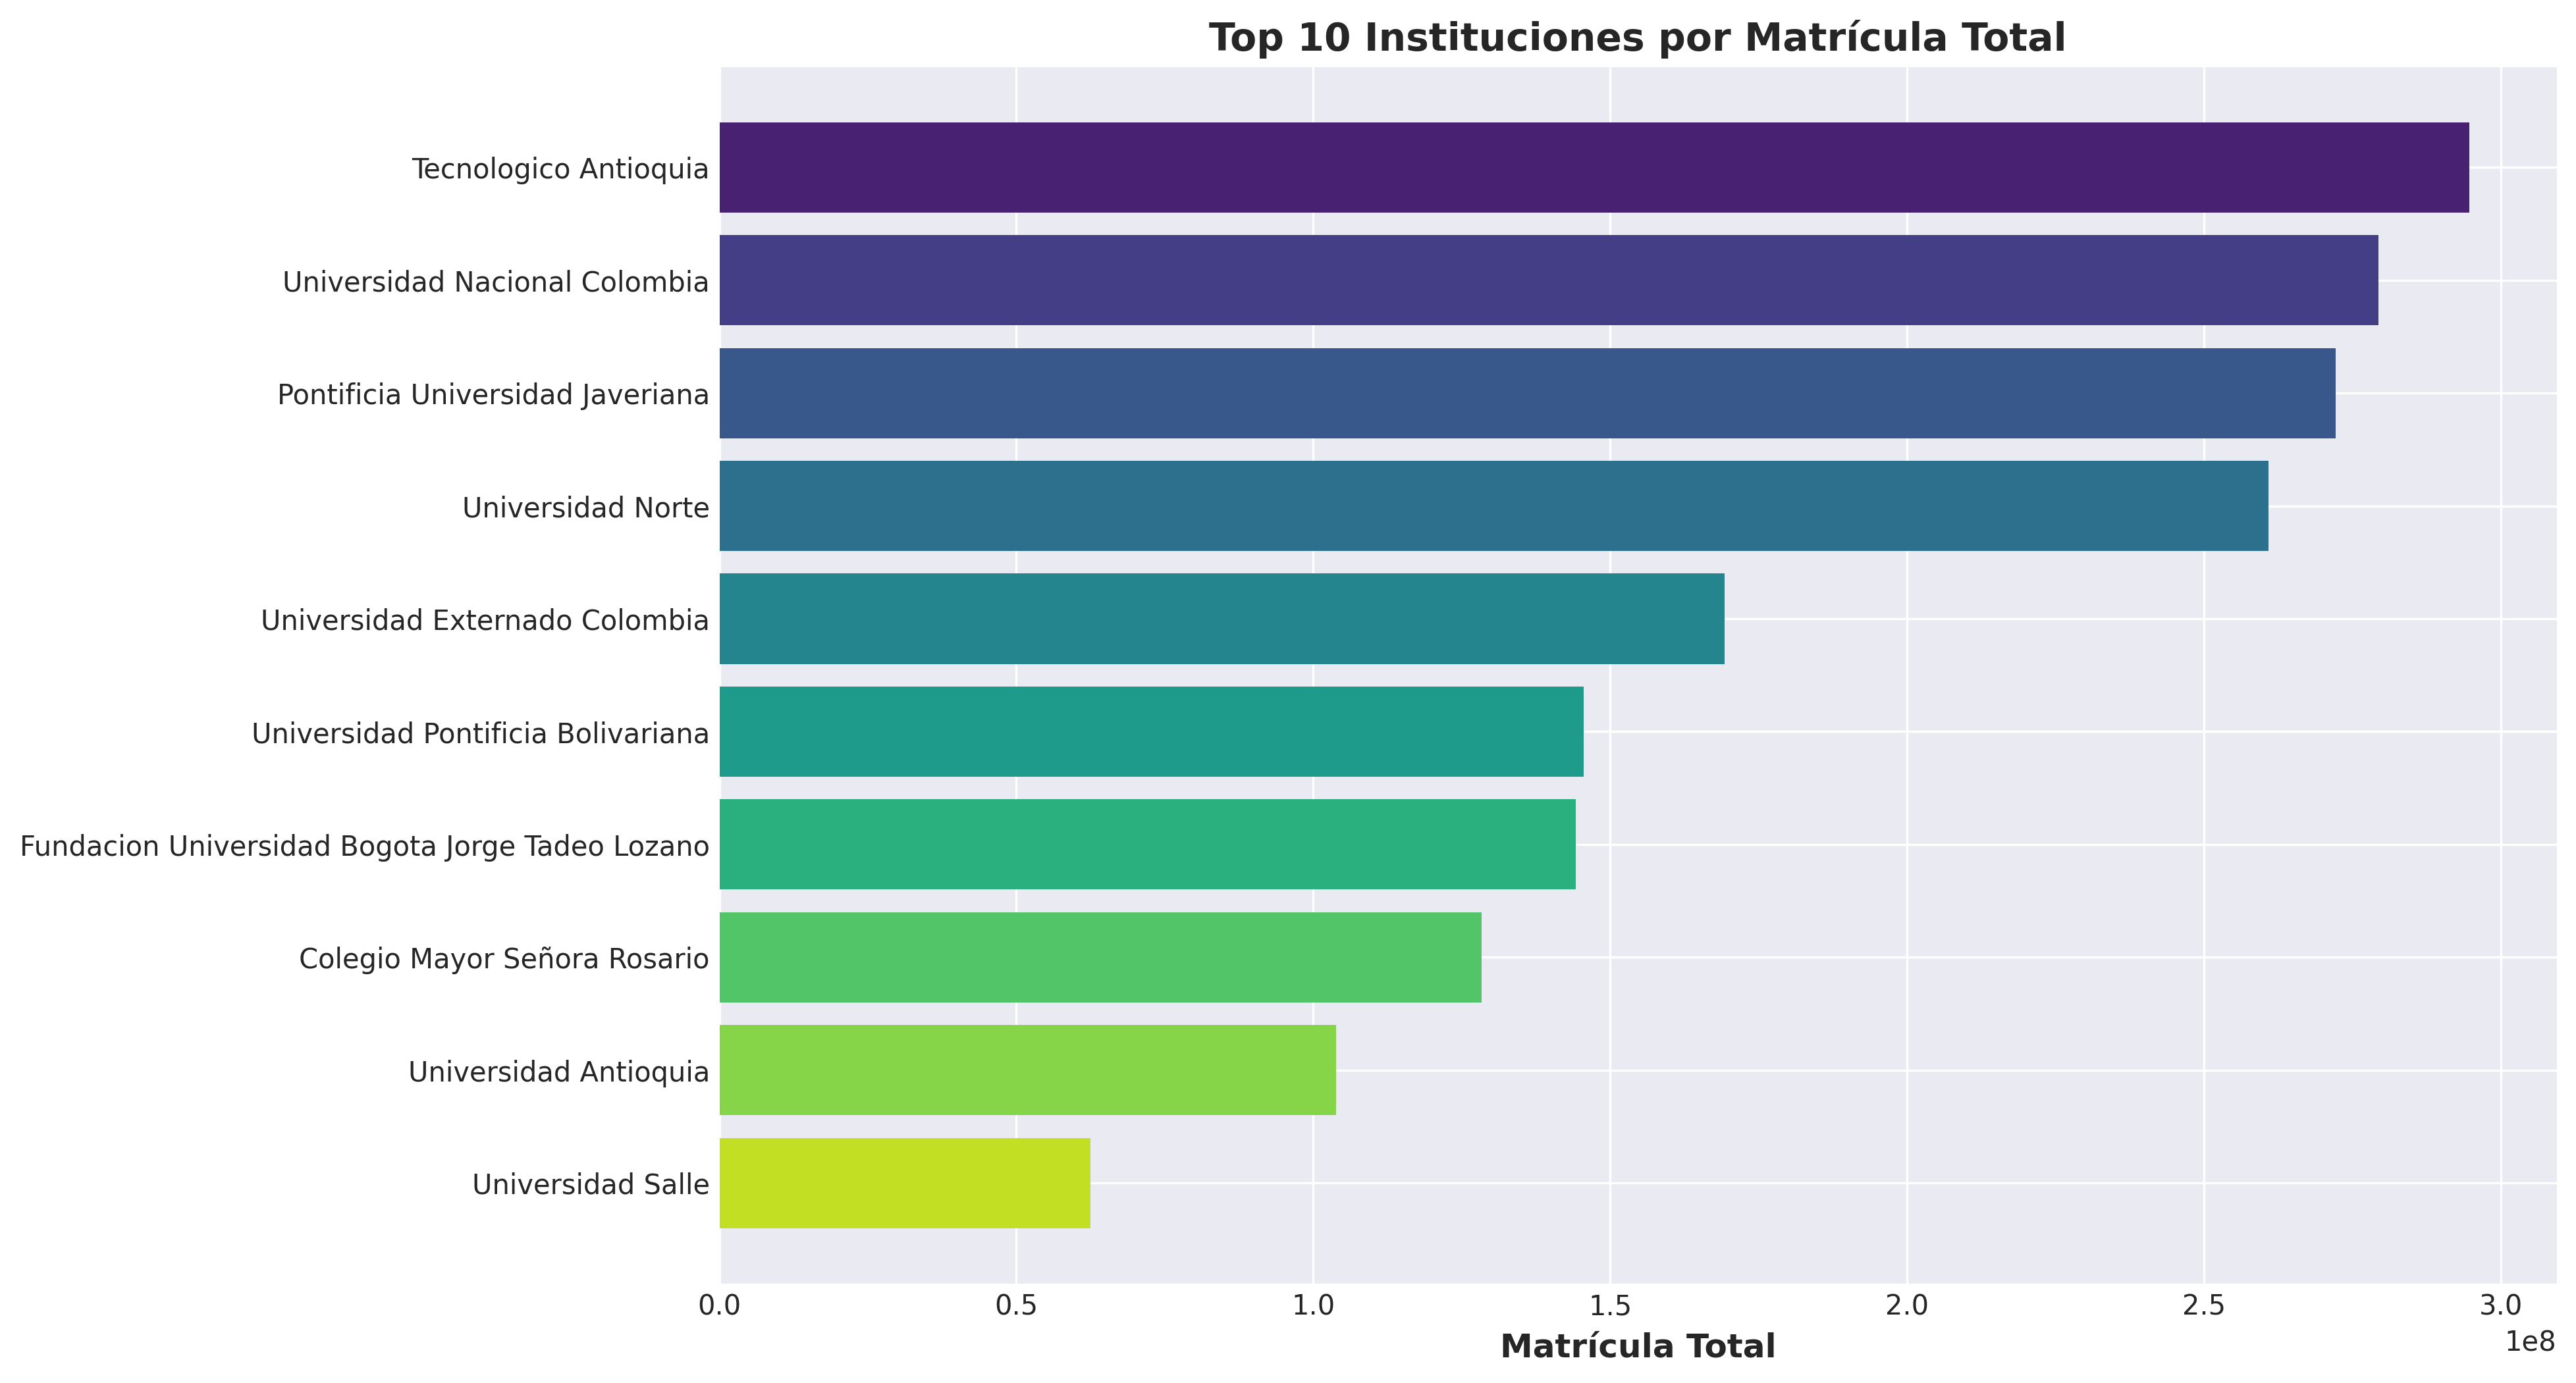 Top 10 Instituciones por Matrícula Total
Tecnologico Antioquia
Universidad Nacional Colombia
Pontificia Universidad Javeriana
Universidad Norte
Universidad Externado Colombia
Universidad Pontificia Bolivariana
Fundacion Universidad Bogota Jorge Tadeo Lozano
Colegio Mayor Señora Rosario
Universidad Antioquia
Universidad Salle
0.0 0.5 1.0 1.5 2.0 2.5 3.0
1e8
Matrícula Total